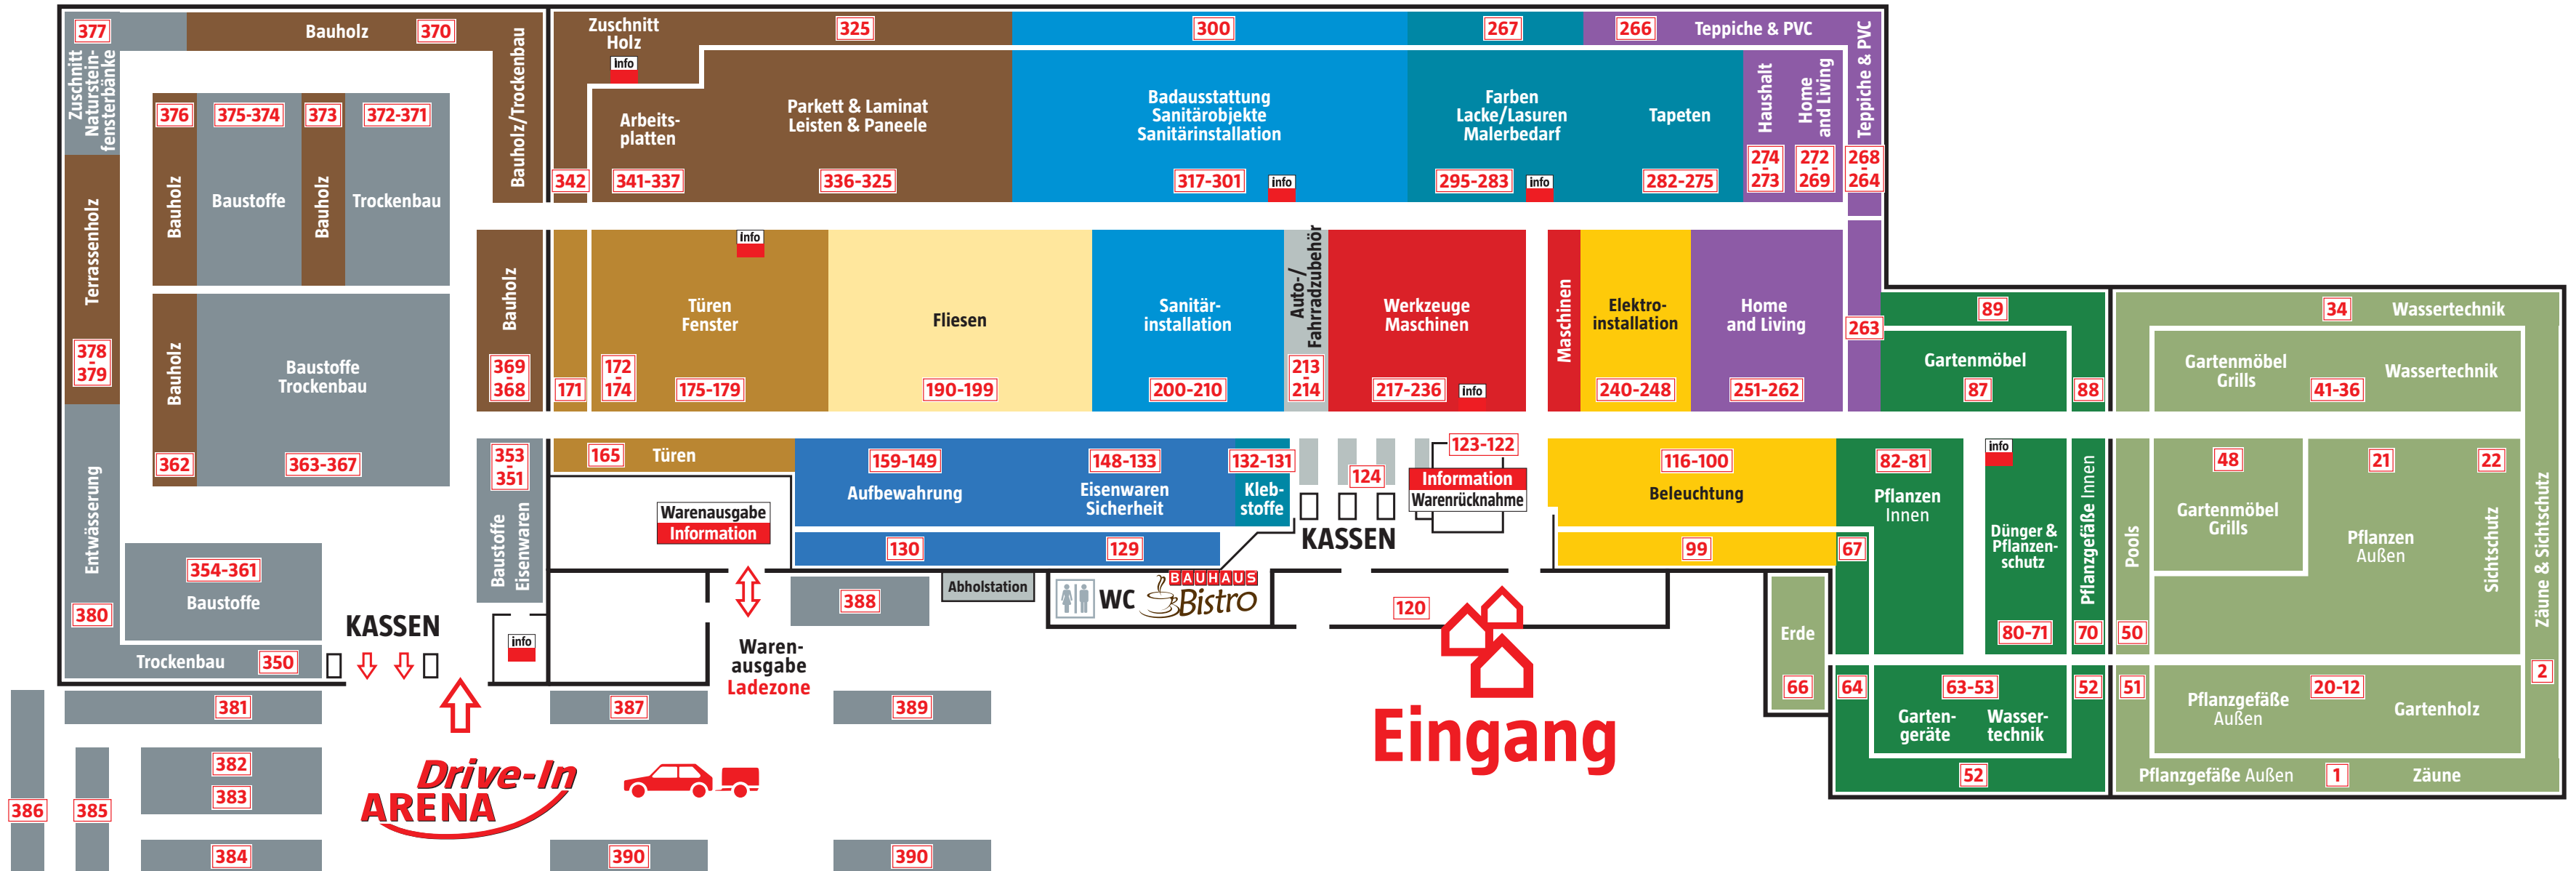 377
Zuschnitt
Naturstein-
fensterbänke
Bauholz
370
Bauholz/Trockenbau
Zuschnitt
Holz
info
325
300
267
266
Teppiche & PVC
Teppiche & PVC
376
Bauholz
375-374
Baustoffe
373
Bauholz
372-371
Trockenbau
342
Arbeits-
platten
341-337
Parkett & Laminat
Leisten & Paneele
336-325
Badausstattung
Sanitärobjekte
Sanitärinstallation
317-301
info
Farben
Lacke/Lasuren
Malerbedarf
295-283
info
Tapeten
282-275
Haushalt
274
-
273
Home
and Living
272
-
269
268
-
264
Terrassenholz
378
-
379
Bauholz
362
Baustoffe
Trockenbau
363-367
Bauholz
369
-
368
171
172
-
174
info
Türen
Fenster
175-179
Fliesen
190-199
Sanitär-
installation
200-210
Auto-/
Fahrradzubehör
213
-
214
Werkzeuge
Maschinen
217-236
info
Maschinen
Elektro-
installation
240-248
Home
and Living
251-262
263
89
Gartenmöbel
87
88
34
Wassertechnik
Gartenmöbel
Grills
41-36
Wassertechnik
Entwässerung
380
354-361
Baustoffe
Trockenbau
350
KASSEN
353
-
351
Baustoffe
Eisenwaren
info
165
Türen
Warenausgabe
Information
159-149
Aufbewahrung
148-133
Eisenwaren
Sicherheit
132-131
Kleb-
stoffe
130
129
124
KASSEN
123-122
Information
Warenrücknahme
116-100
Beleuchtung
99
82-81
Pflanzen
Innen
67
info
Dünger &
Pflanzen-
schutz
80-71
Pflanzgefäße Innen
70
Pools
50
48
Gartenmöbel
Grills
21
Pflanzen
Außen
22
Sichtschutz
Zäune & Sichtschutz
2
388
Abholstation
WC
BAUHAUS
Bistro
120
Waren-
ausgabe
Ladezone
Eingang
Erde
66
64
63-53
Garten-
geräte
Wasser-
technik
52
52
51
Pflanzgefäße
Außen
20-12
Gartenholz
Pflanzgefäße Außen
1
Zäune
381
387
389
382
383
386
385
384
Drive-In
ARENA
390
390